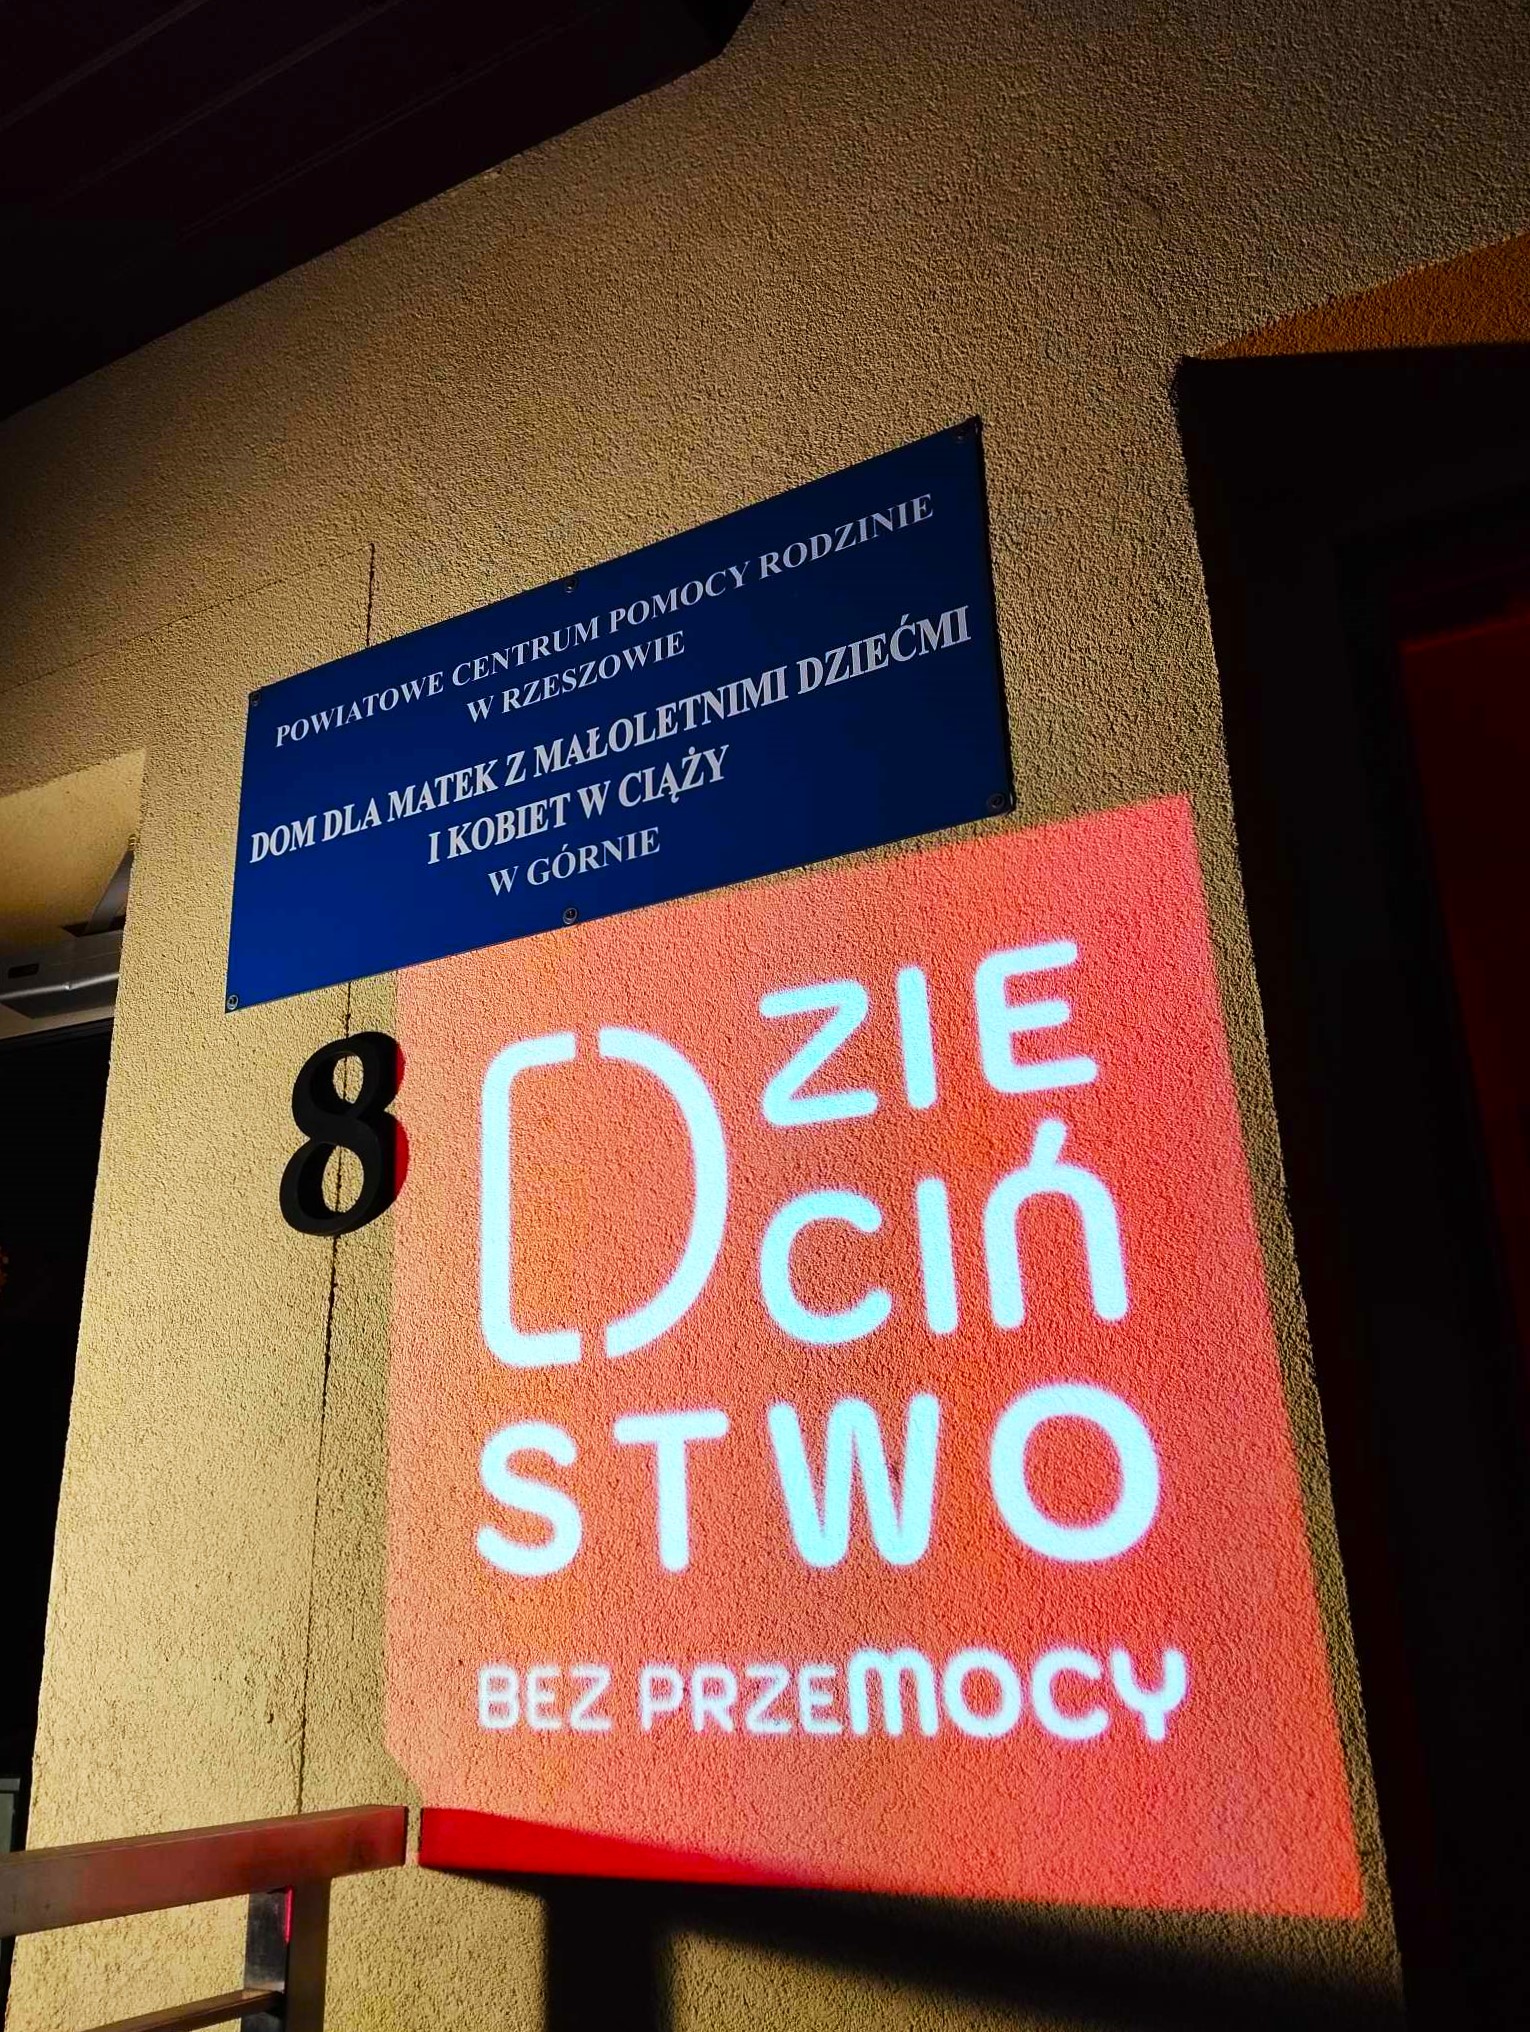 POWIATOWE CENTRUM POMOCY RODZINIE
W RZESZOWIE
DOM DLA MATEK Z MAŁOLETNIMI DZIEĆMI
I KOBIET W CIĄŻY
W GÓRNIE
8
DZIE
CIŃ
STWO
BEZ PRZEMOCY